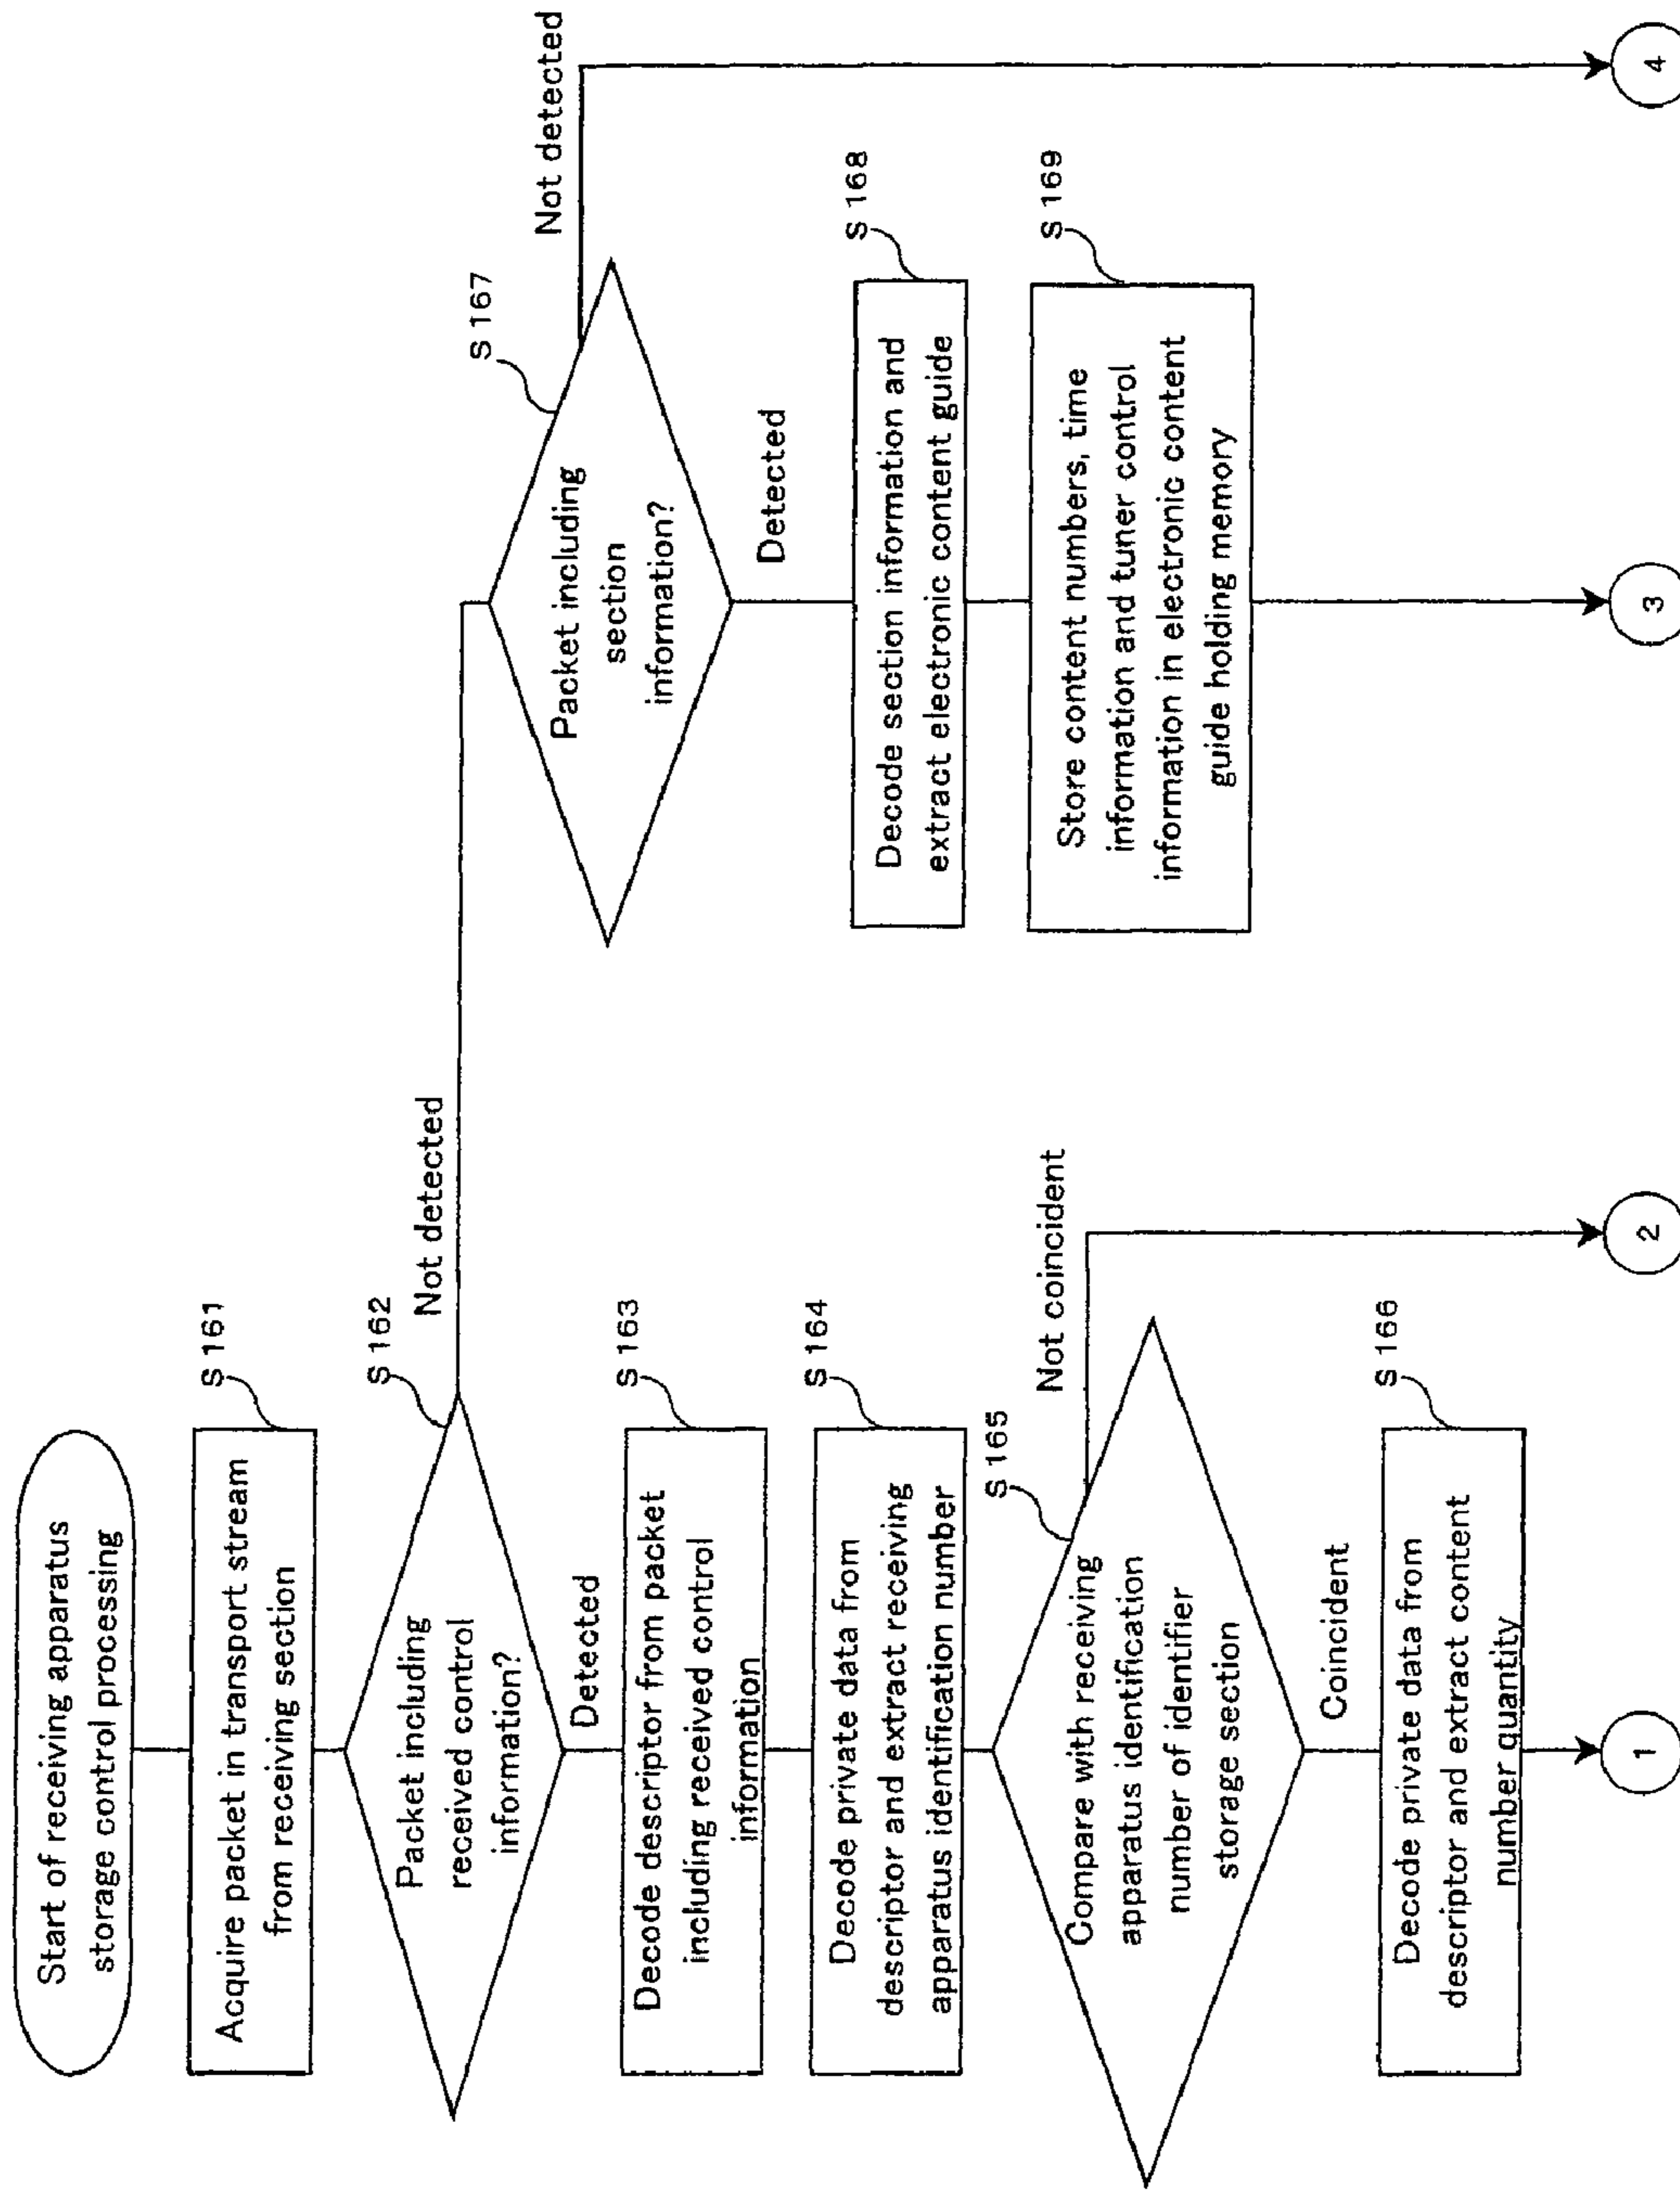 Start of receiving apparatus
storage control processing
S161
Acquire packet in transport stream
from receiving section
S162
Packet including
received control
information?
Not detected
Detected
S163
Decode descriptor from packet
including received control
information
S164
Decode private data from
descriptor and extract receiving
apparatus identification number
S165
Compare with receiving
apparatus identification
number of identifier
storage section
Not coincident
Coincident
S166
Decode private data from
descriptor and extract content
number quantity
1
2
S167
Packet including
section
information?
Not detected
Detected
S168
Decode section information and
extract electronic content guide
S169
Store content numbers, time
information and tuner control
information in electronic content
guide holding memory
3
4